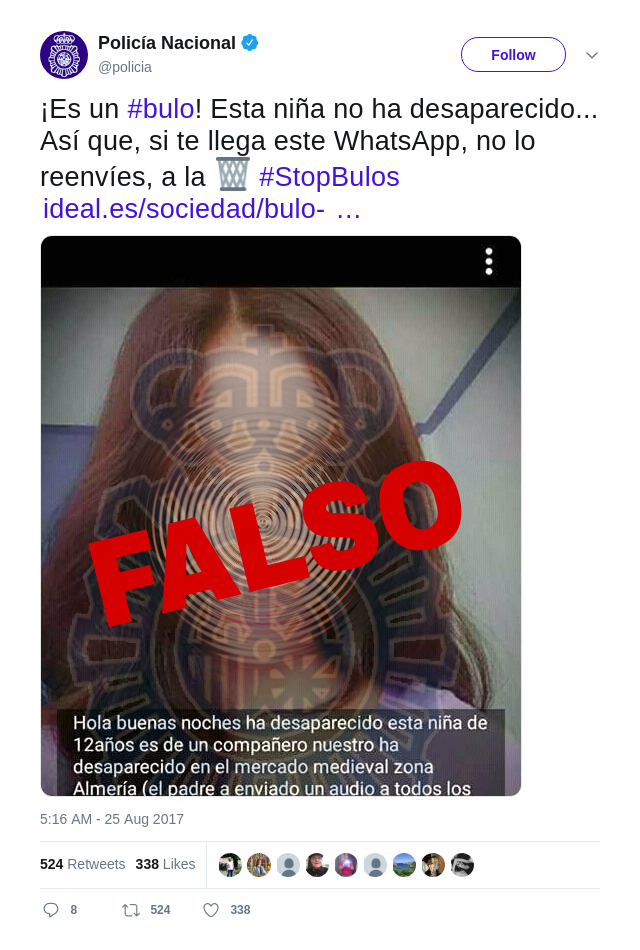 Policía Nacional
@policia
Follow
¡Es un #bulo! Esta niña no ha desaparecido...
Así que, si te llega este WhatsApp, no lo
reenvíes, a la #StopBulos
ideal.es/sociedad/bulo- …
FALSO
Hola buenas noches ha desaparecido esta niña de
12años es de un compañero nuestro ha
desaparecido en el mercado medieval zona
Almería (el padre a enviado un audio a todos los
5:16 AM - 25 Aug 2017
524 Retweets 338 Likes
8 524 338